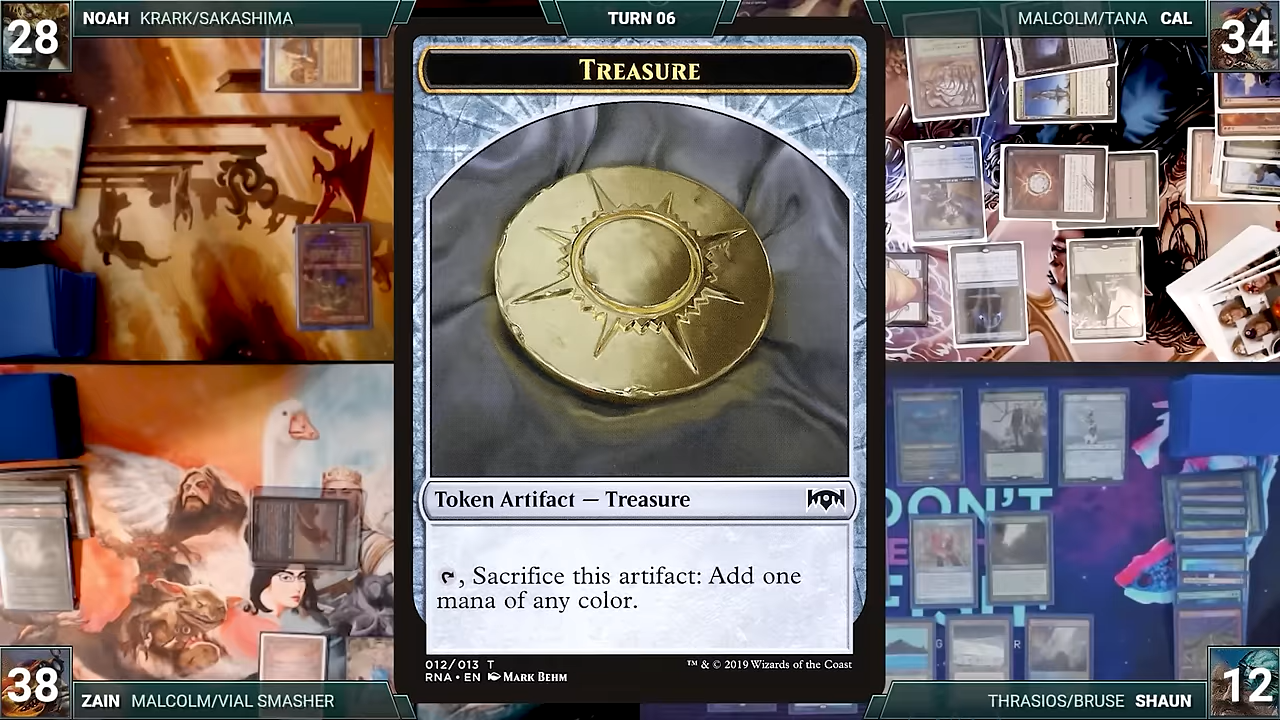 28
NOAH KRARK/SAKASHIMA
TURN 06
MALCOLM/TANA CAL
34
TREASURE
Token Artifact — Treasure
, Sacrifice this artifact: Add one
mana of any color.
012/013 T
RNA • EN Mark Behm
™ & © 2019 Wizards of the Coast
DON'T
38
ZAIN MALCOLM/VIAL SMASHER
THRASIOS/BRUSE SHAUN
12